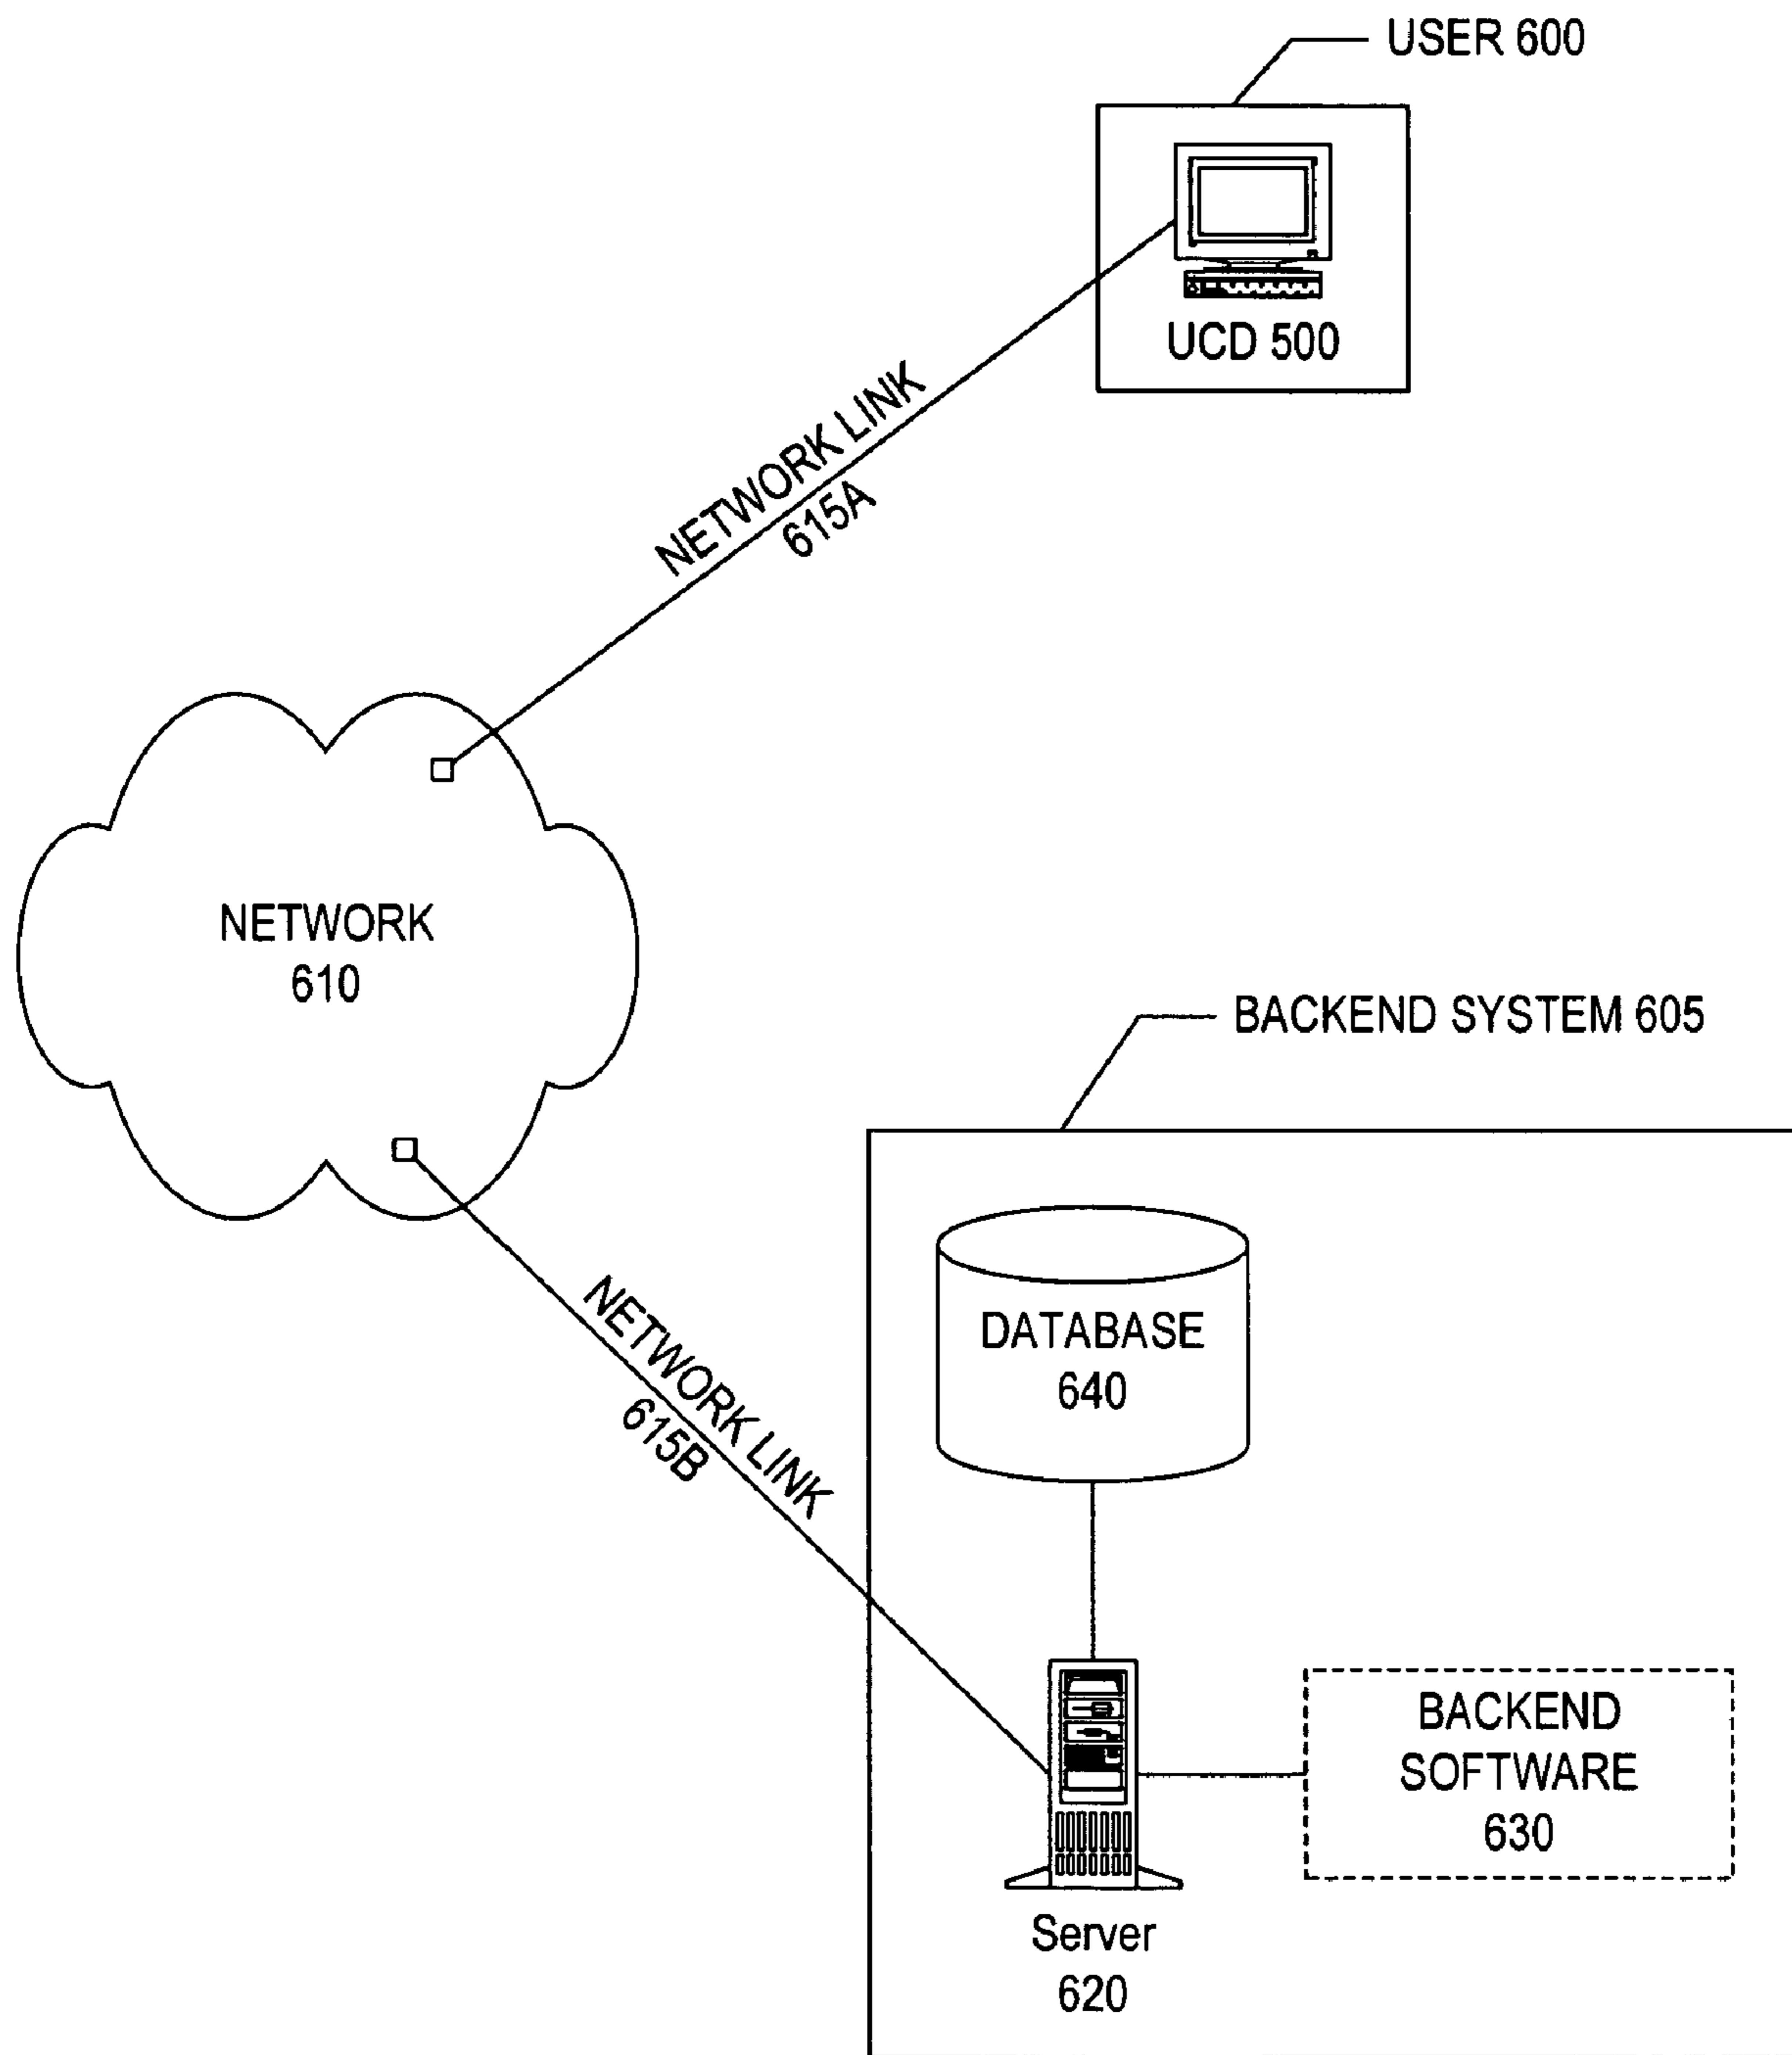 USER 600
UCD 500
NETWORK LINK
615A
NETWORK
610
BACKEND SYSTEM 605
NETWORK LINK
615B
DATABASE
640
BACKEND
SOFTWARE
630
Server
620